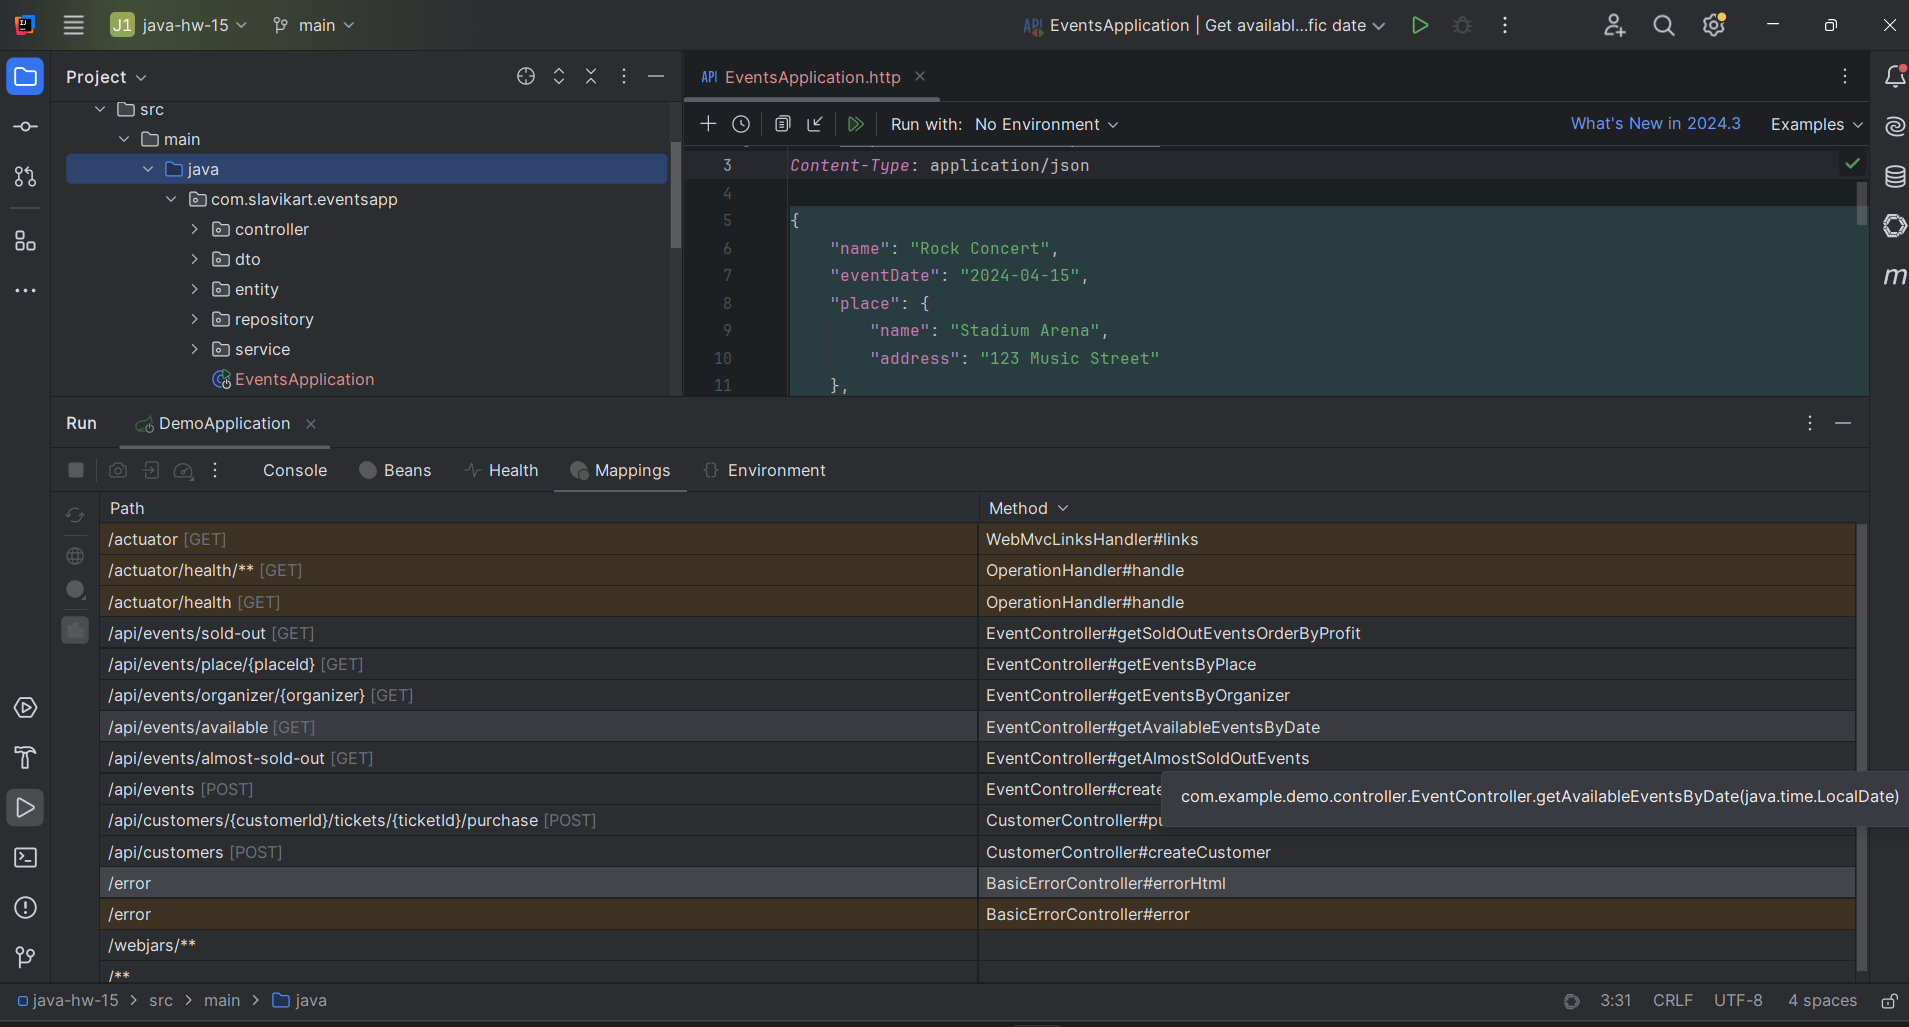 J1 java-hw-15 main EventsApplication | Get availabl...fic date
Project
src
main
java
com.slavikart.eventsapp
controller
dto
entity
repository
service
EventsApplication
API EventsApplication.http
Run with: No Environment What's New in 2024.3 Examples
3 Content-Type: application/json
4
5 {
6 "name": "Rock Concert",
7 "eventDate": "2024-04-15",
8 "place": {
9 "name": "Stadium Arena",
10 "address": "123 Music Street"
11 },
Run DemoApplication
Console Beans Health Mappings Environment
Path Method
/actuator [GET] WebMvcLinksHandler#links
/actuator/health/** [GET] OperationHandler#handle
/actuator/health [GET] OperationHandler#handle
/api/events/sold-out [GET] EventController#getSoldOutEventsOrderByProfit
/api/events/place/{placeId} [GET] EventController#getEventsByPlace
/api/events/organizer/{organizer} [GET] EventController#getEventsByOrganizer
/api/events/available [GET] EventController#getAvailableEventsByDate
/api/events/almost-sold-out [GET] EventController#getAlmostSoldOutEvents
/api/events [POST] EventController#create
com.example.demo.controller.EventController.getAvailableEventsByDate(java.time.LocalDate)
/api/customers/{customerId}/tickets/{ticketId}/purchase [POST] CustomerController#pu
/api/customers [POST] CustomerController#createCustomer
/error BasicErrorController#errorHtml
/error BasicErrorController#error
/webjars/**
/**
java-hw-15 > src > main > java 3:31 CRLF UTF-8 4 spaces